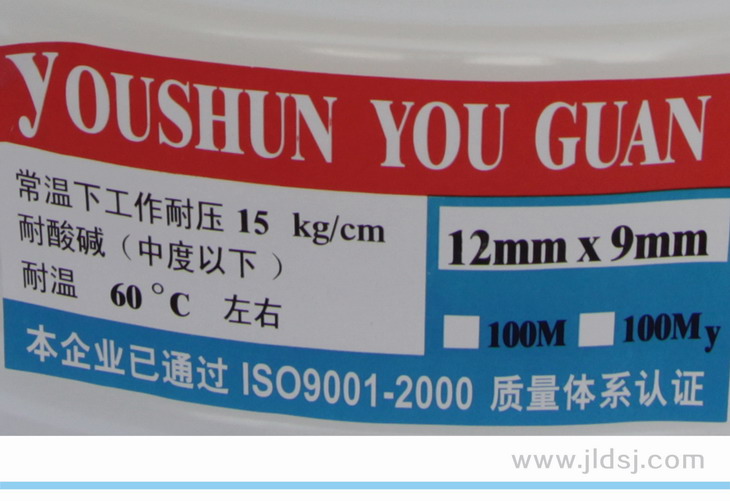 YOUSHUN YOU GUAN
常温下工作耐压 15 kg/cm
耐酸碱（中度以下）
耐温 60°C 左右
12mm x 9mm
100M 100My
本企业已通过 ISO9001-2000 质量体系认证
www.jldsj.com